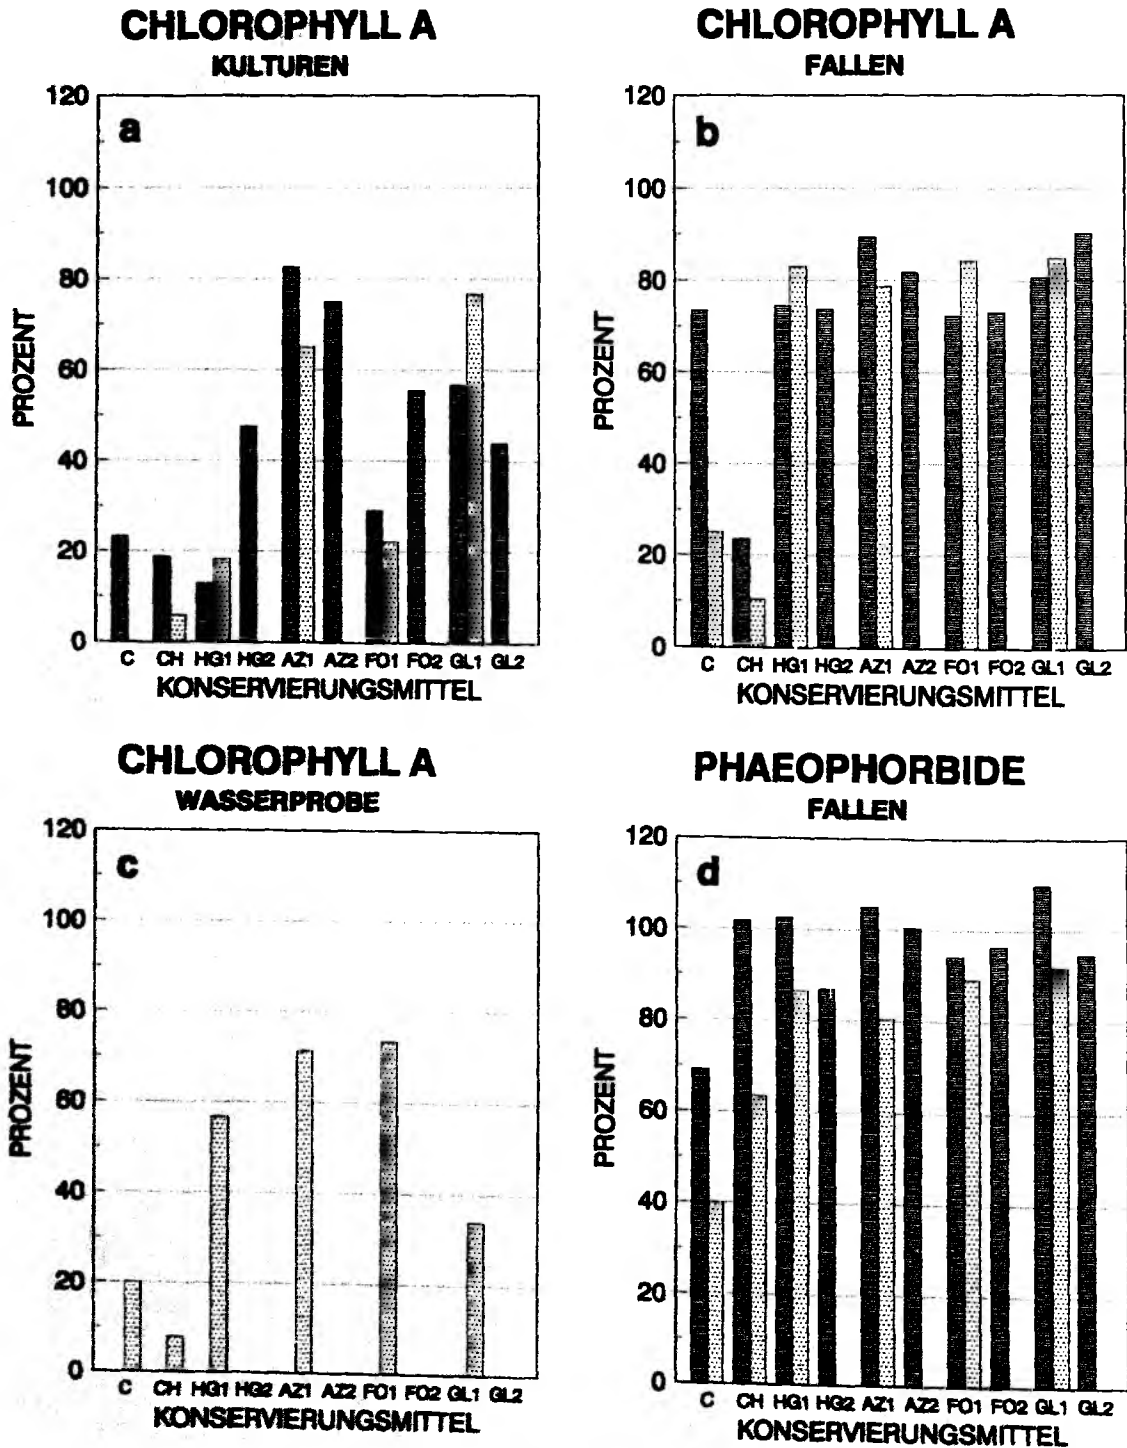 CHLOROPHYLL A
KULTUREN
a
120
100
80
60
40
20
0
PROZENT
C CH HG1 HG2 AZ1 AZ2 FO1 FO2 GL1 GL2
KONSERVIERUNGSMITTEL
CHLOROPHYLL A
FALLEN
b
120
100
80
60
40
20
0
PROZENT
C CH HG1 HG2 AZ1 AZ2 FO1 FO2 GL1 GL2
KONSERVIERUNGSMITTEL
CHLOROPHYLL A
WASSERPROBE
c
120
100
80
60
40
20
0
PROZENT
C CH HG1 HG2 AZ1 AZ2 FO1 FO2 GL1 GL2
KONSERVIERUNGSMITTEL
PHAEOPHORBIDE
FALLEN
d
120
100
80
60
40
20
0
PROZENT
C CH HG1 HG2 AZ1 AZ2 FO1 FO2 GL1 GL2
KONSERVIERUNGSMITTEL